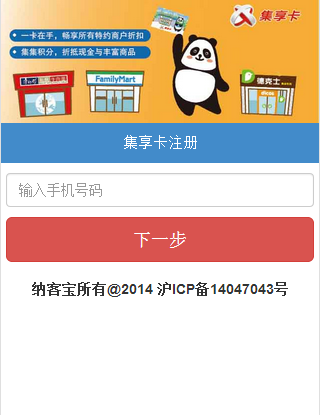 集享卡
一卡在手，畅享所有特约商户折扣
集集积分，折抵现金与丰富商品
FamilyMart
德克士
集享卡注册
输入手机号码
下一步
纳客宝所有@2014 沪ICP备14047043号